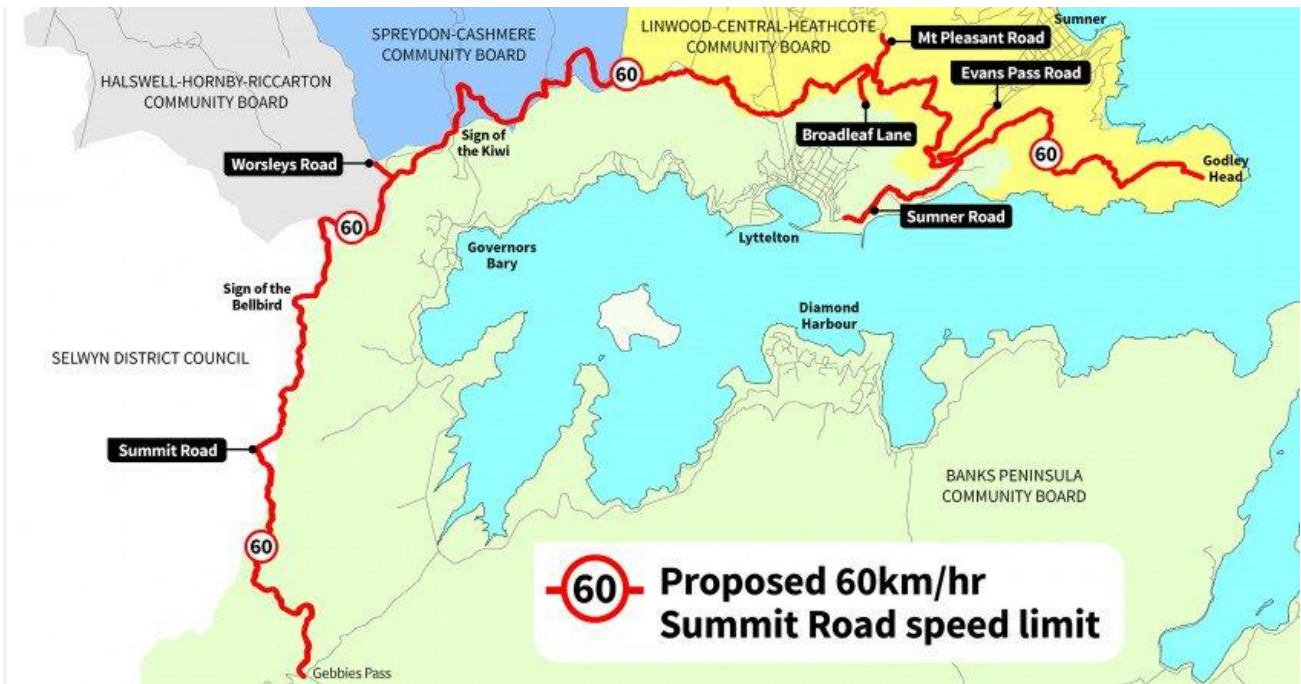 SPREYDON-CASHMERE
COMMUNITY BOARD
LINWOOD-CENTRAL-HEATHCOTE
COMMUNITY BOARD
Sumner
Mt Pleasant Road
HALSWELL-HORNBY-RICCARTON
COMMUNITY BOARD
60
Evans Pass Road
Broadleaf Lane
Sign of
the Kiwi
Worsleys Road
60
Godley
Head
60
Sumner Road
Lyttelton
Governors
Bary
Sign of the
Bellbird
Diamond
Harbour
SELWYN DISTRICT COUNCIL
Summit Road
BANKS PENINSULA
COMMUNITY BOARD
60
60
Proposed 60km/hr
Summit Road speed limit
Gebbies Pass